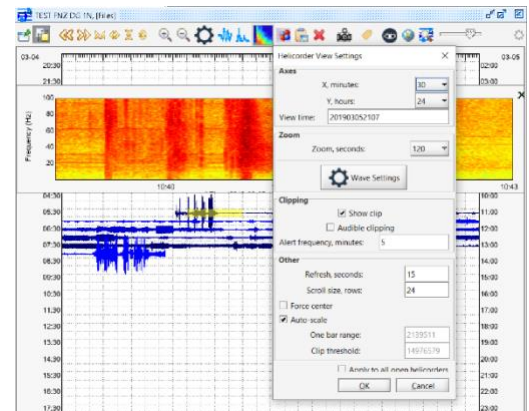 TEST FNZ DG 1N, [files]
03-04
03-05
20:30
02:00
21:30
03:00
100
80
60
40
20
Frequency (Hz)
10:40
10:43
04:30
10:00
05:30
11:00
06:00
12:00
07:30
13:00
08:30
14:00
09:30
15:00
10:30
16:00
11:30
17:00
12:30
18:00
13:30
19:00
14:30
20:00
15:30
21:00
16:30
22:00
17:30
23:00
Helicorder View Settings
Axes
X, minutes: 30
Y, hours: 24
View time: 201903052107
Zoom
Zoom, seconds: 120
Wave Settings
Clipping
Show clip
Audible clipping
Alert frequency, minutes: 5
Other
Refresh, seconds: 15
Scroll size, rows: 24
Force center
Auto-scale
One bar range: 2139511
Clip threshold: 14976579
Apply to all open helicorders
OK Cancel